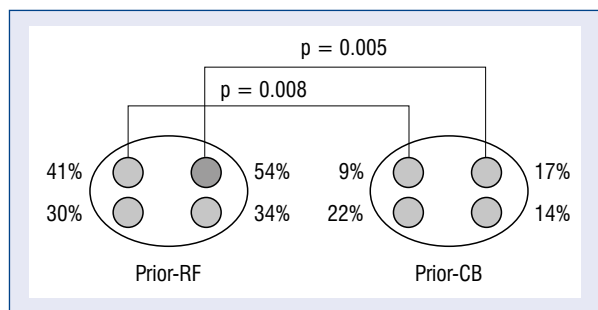 p = 0.005
p = 0.008
41% 54% 9% 17%
30% 34% 22% 14%
Prior-RF Prior-CB